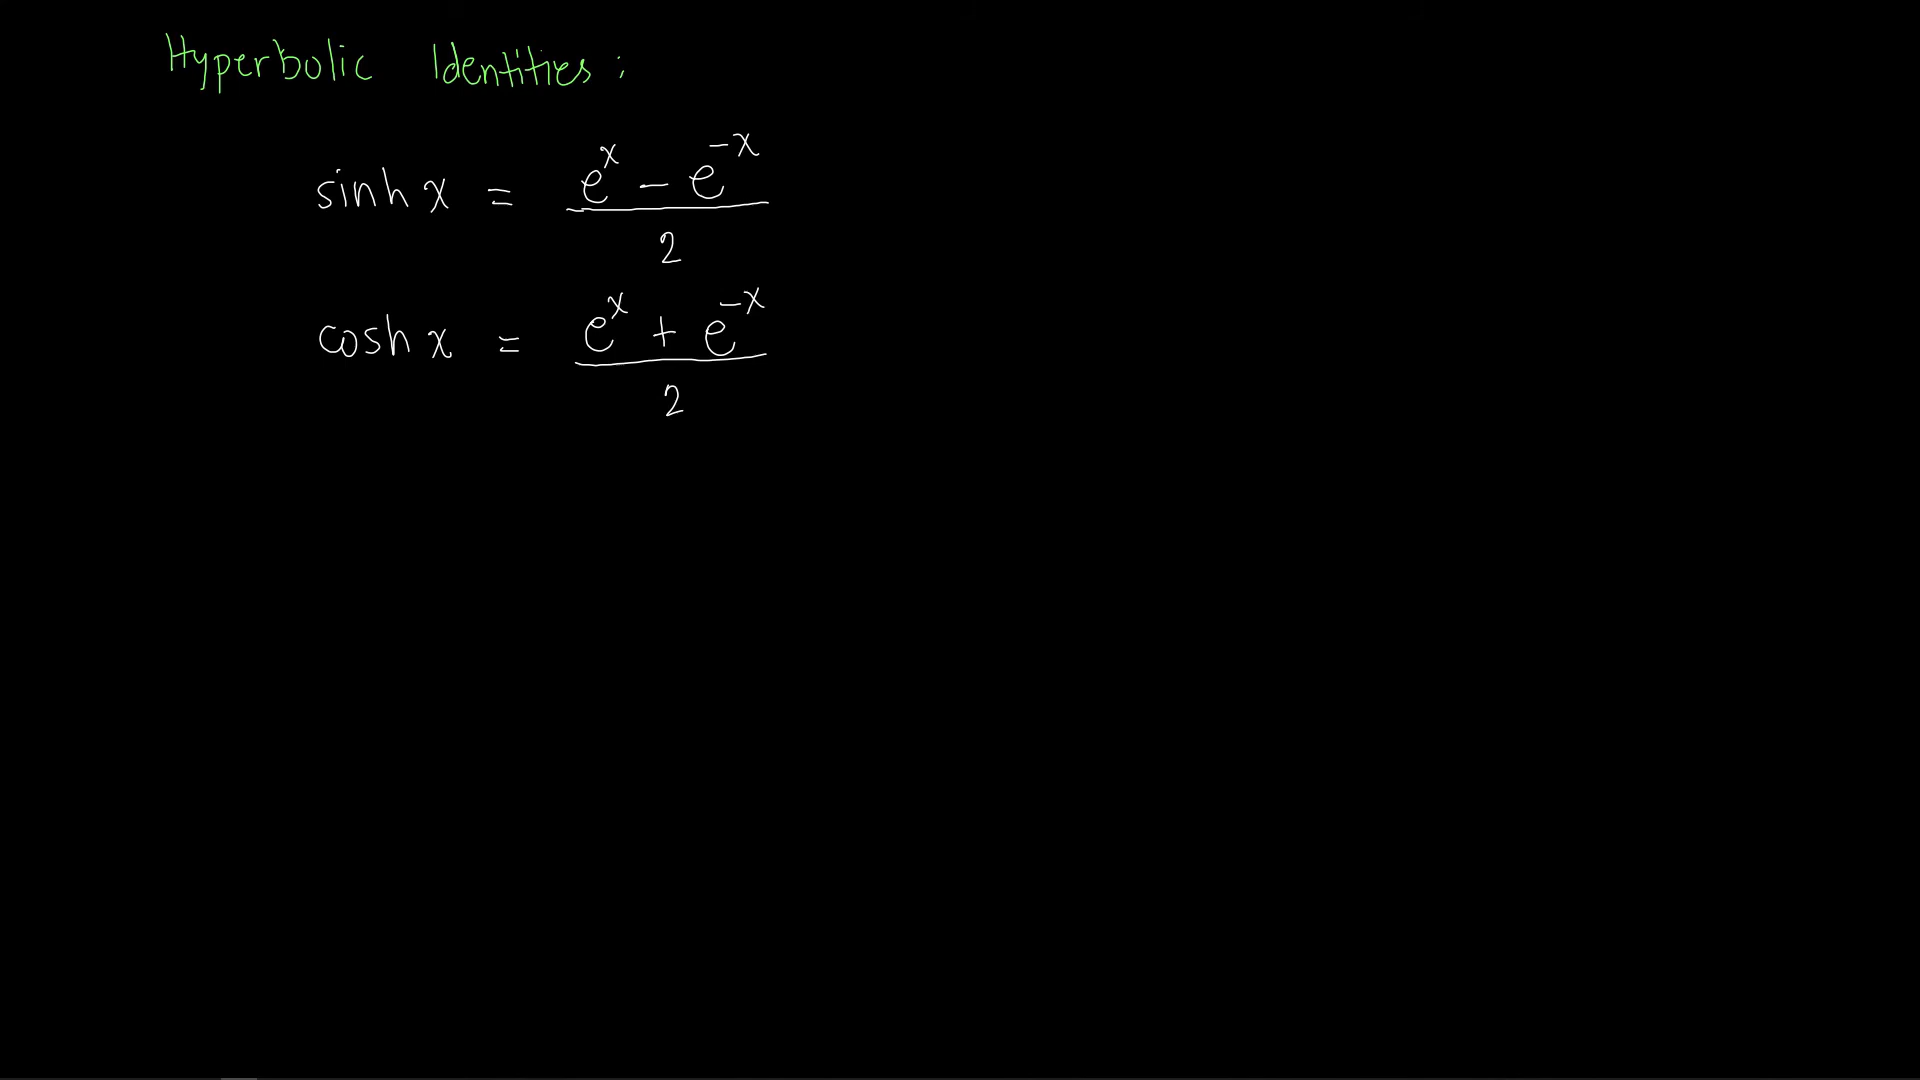 Hyperbolic Identities:
sinh x = (e^x - e^-x)/2
cosh x = (e^x + e^-x)/2